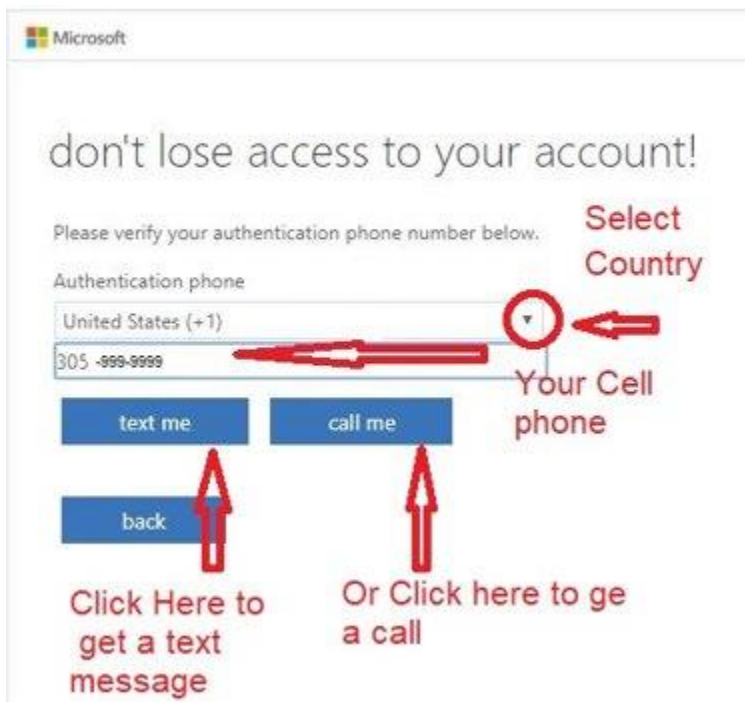 Microsoft
don't lose access to your account!
Please verify your authentication phone number below.
Select
Country
Authentication phone
United States (+1)
305 -999-9999
Your Cell
phone
text me
call me
back
Click Here to
get a text
message
Or Click here to ge
a call